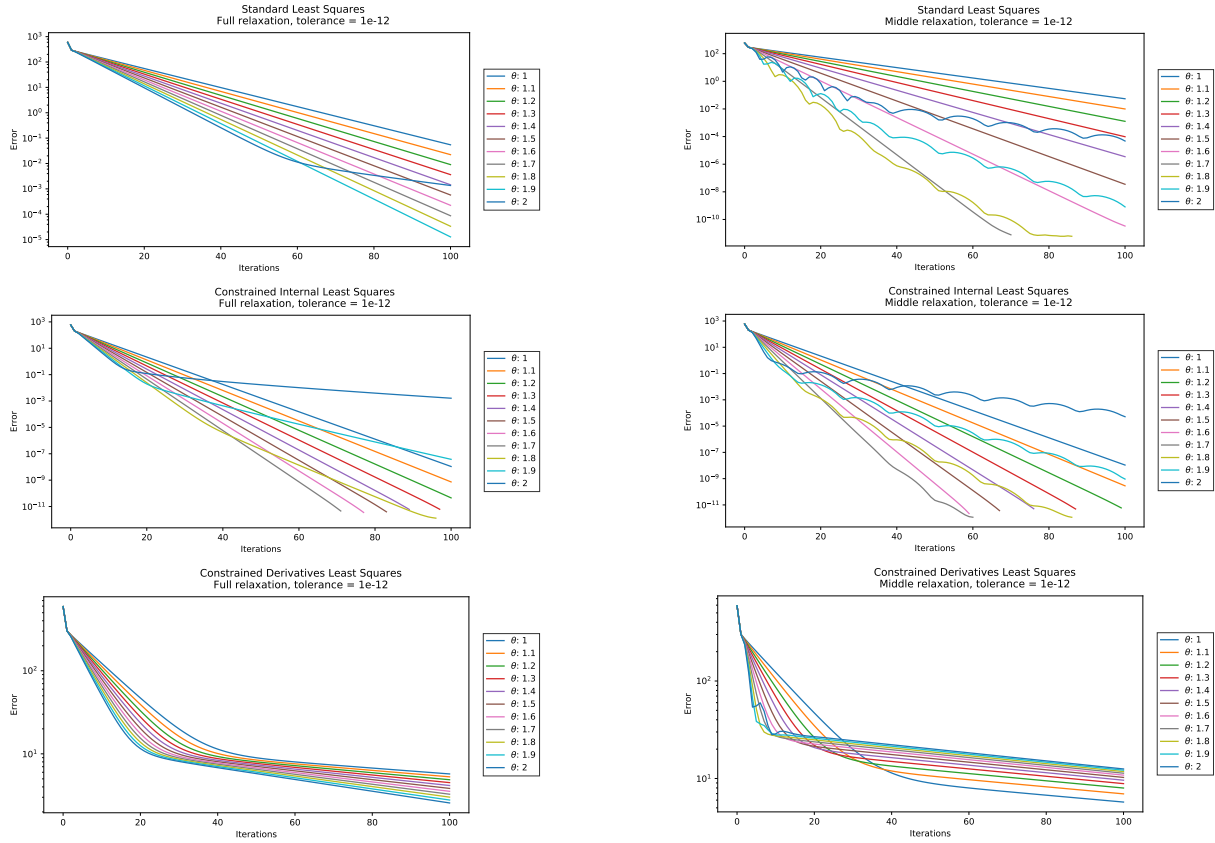 Standard Least Squares
Full relaxation, tolerance = 1e-12
Error
10^3
10^2
10^1
10^0
10^-1
10^-2
10^-3
10^-4
10^-5
0 20 40 60 80 100
Iterations
θ: 1
θ: 1.1
θ: 1.2
θ: 1.3
θ: 1.4
θ: 1.5
θ: 1.6
θ: 1.7
θ: 1.8
θ: 1.9
θ: 2
Standard Least Squares
Middle relaxation, tolerance = 1e-12
Error
10^2
10^0
10^-2
10^-4
10^-6
10^-8
10^-10
0 20 40 60 80 100
Iterations
θ: 1
θ: 1.1
θ: 1.2
θ: 1.3
θ: 1.4
θ: 1.5
θ: 1.6
θ: 1.7
θ: 1.8
θ: 1.9
θ: 2
Constrained Internal Least Squares
Full relaxation, tolerance = 1e-12
Error
10^3
10^1
10^-1
10^-3
10^-5
10^-7
10^-9
10^-11
0 20 40 60 80 100
Iterations
θ: 1
θ: 1.1
θ: 1.2
θ: 1.3
θ: 1.4
θ: 1.5
θ: 1.6
θ: 1.7
θ: 1.8
θ: 1.9
θ: 2
Constrained Internal Least Squares
Middle relaxation, tolerance = 1e-12
Error
10^3
10^1
10^-1
10^-3
10^-5
10^-7
10^-9
10^-11
0 20 40 60 80 100
Iterations
θ: 1
θ: 1.1
θ: 1.2
θ: 1.3
θ: 1.4
θ: 1.5
θ: 1.6
θ: 1.7
θ: 1.8
θ: 1.9
θ: 2
Constrained Derivatives Least Squares
Full relaxation, tolerance = 1e-12
Error
10^2
10^1
0 20 40 60 80 100
Iterations
θ: 1
θ: 1.1
θ: 1.2
θ: 1.3
θ: 1.4
θ: 1.5
θ: 1.6
θ: 1.7
θ: 1.8
θ: 1.9
θ: 2
Constrained Derivatives Least Squares
Middle relaxation, tolerance = 1e-12
Error
10^2
10^1
0 20 40 60 80 100
Iterations
θ: 1
θ: 1.1
θ: 1.2
θ: 1.3
θ: 1.4
θ: 1.5
θ: 1.6
θ: 1.7
θ: 1.8
θ: 1.9
θ: 2